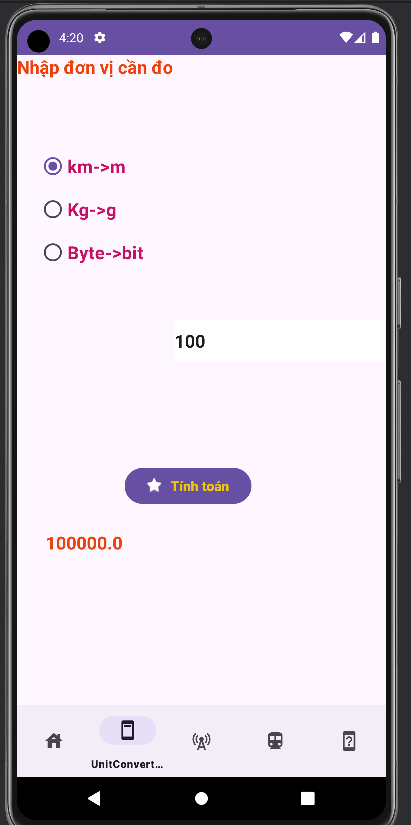 4:20
Nhập đơn vị cần đo
km->m
Kg->g
Byte->bit
100
Tính toán
100000.0
UnitConvert...